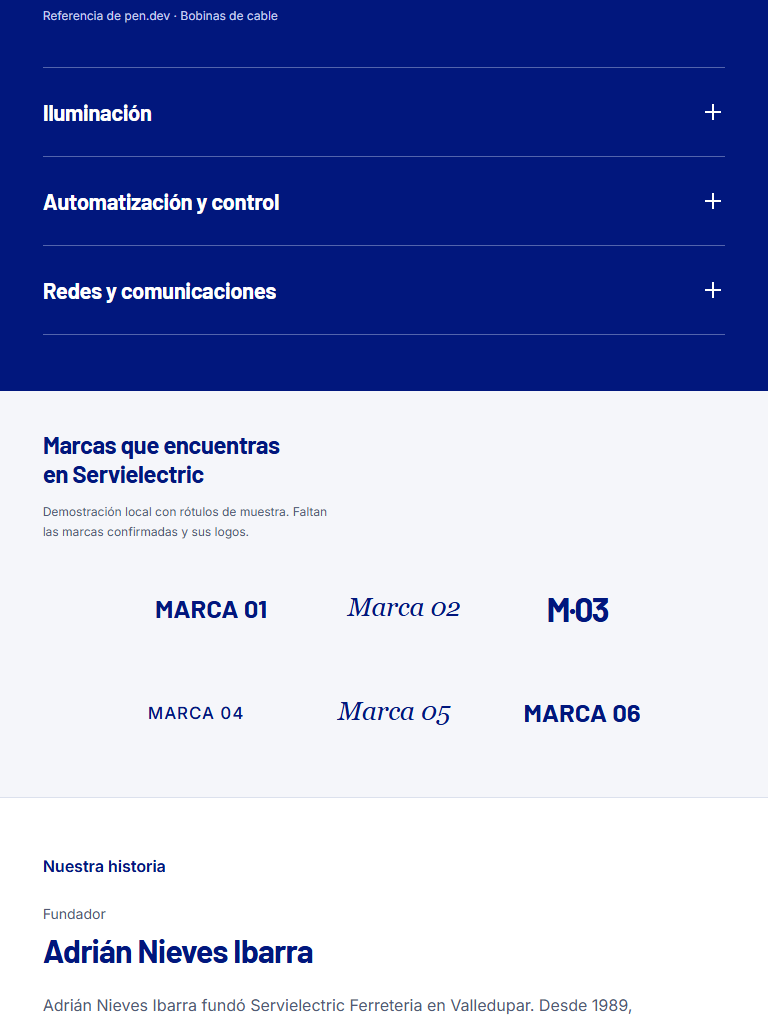 Referencia de pen.dev · Bobinas de cable
Iluminación
Automatización y control
Redes y comunicaciones
Marcas que encuentras
en Servielectric
Demostración local con rótulos de muestra. Faltan
las marcas confirmadas y sus logos.
MARCA 01
Marca 02
M·03
MARCA 04
Marca 05
MARCA 06
Nuestra historia
Fundador
Adrián Nieves Ibarra
Adrián Nieves Ibarra fundó Servielectric Ferreteria en Valledupar. Desde 1989,